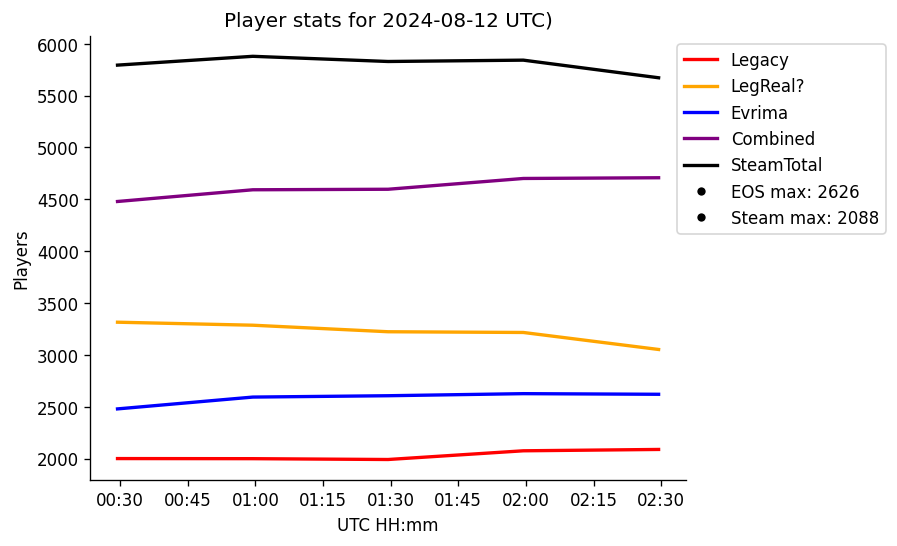 Player stats for 2024-08-12 UTC)
6000
5500
5000
4500
4000
3500
3000
2500
2000
Players
00:30 00:45 01:00 01:15 01:30 01:45 02:00 02:15 02:30
UTC HH:mm
Legacy
LegReal?
Evrima
Combined
SteamTotal
EOS max: 2626
Steam max: 2088